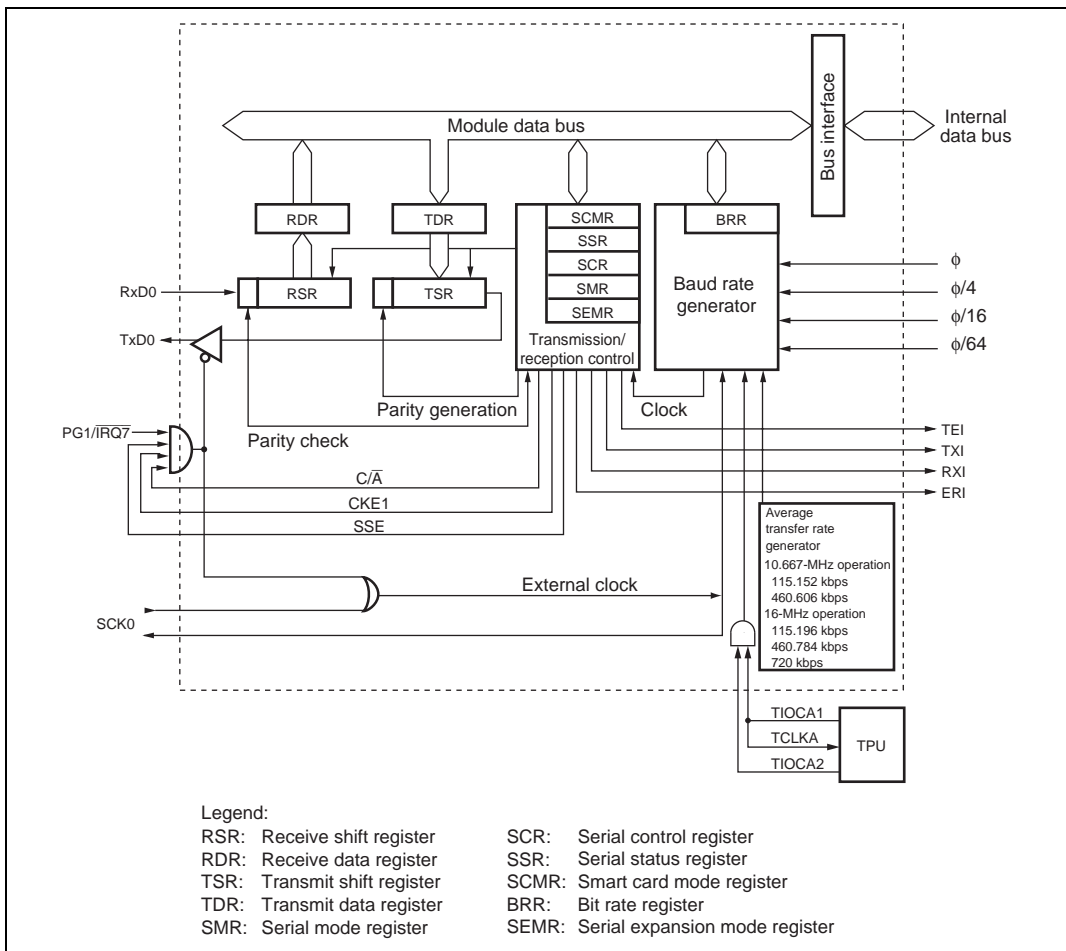 Module data bus
Bus interface
Internal
data bus
RDR
TDR
SCMR
SSR
SCR
SMR
SEMR
Transmission/
reception control
BRR
Baud rate
generator
φ
φ/4
φ/16
φ/64
RxD0
RSR
TSR
TxD0
Parity generation
Clock
Parity check
PG1/IRQ7
C/A
CKE1
SSE
TEI
TXI
RXI
ERI
Average
transfer rate
generator
10.667-MHz operation
115.152 kbps
460.606 kbps
16-MHz operation
115.196 kbps
460.784 kbps
720 kbps
External clock
SCK0
TIOCA1
TCLKA
TIOCA2
TPU
Legend:
RSR: Receive shift register
RDR: Receive data register
TSR: Transmit shift register
TDR: Transmit data register
SMR: Serial mode register
SCR: Serial control register
SSR: Serial status register
SCMR: Smart card mode register
BRR: Bit rate register
SEMR: Serial expansion mode register